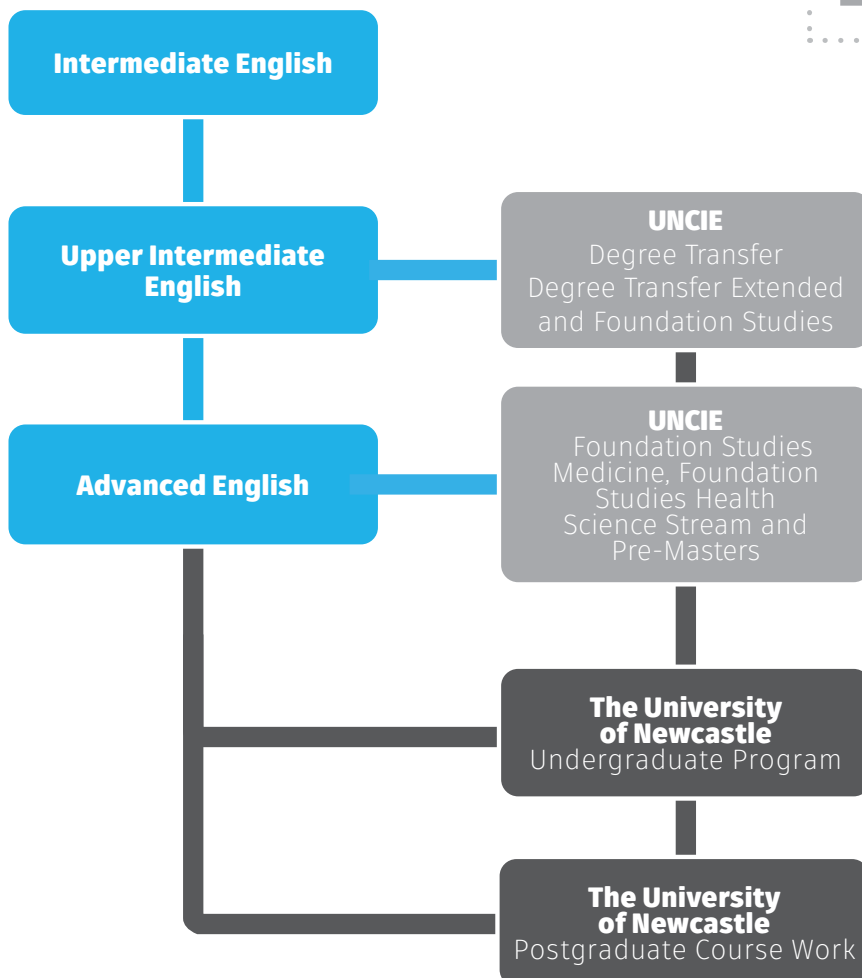 Intermediate English
Upper Intermediate
English
UNCIE
Degree Transfer
Degree Transfer Extended
and Foundation Studies
Advanced English
UNCIE
Foundation Studies
Medicine, Foundation
Studies Health
Science Stream and
Pre-Masters
The University
of Newcastle
Undergraduate Program
The University
of Newcastle
Postgraduate Course Work